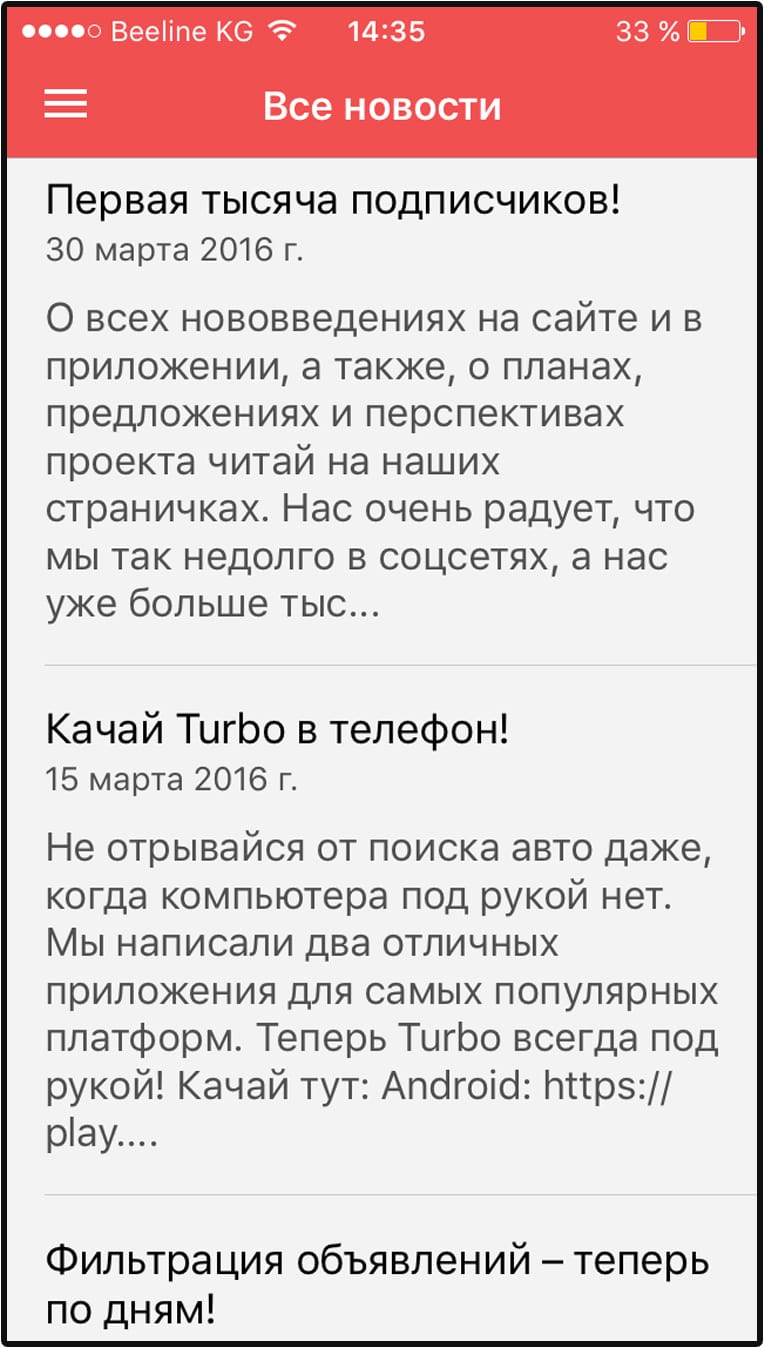 Beeline KG 14:35 33 %
Все новости
Первая тысяча подписчиков!
30 марта 2016 г.
О всех нововведениях на сайте и в
приложении, а также, о планах,
предложениях и перспективах
проекта читай на наших
страничках. Нас очень радует, что
мы так недолго в соцсетях, а нас
уже больше тыс...
Качай Turbo в телефон!
15 марта 2016 г.
Не отрывайся от поиска авто даже,
когда компьютера под рукой нет.
Мы написали два отличных
приложения для самых популярных
платформ. Теперь Turbo всегда под
рукой! Качай тут: Android: https://
play....
Фильтрация объявлений – теперь
по дням!